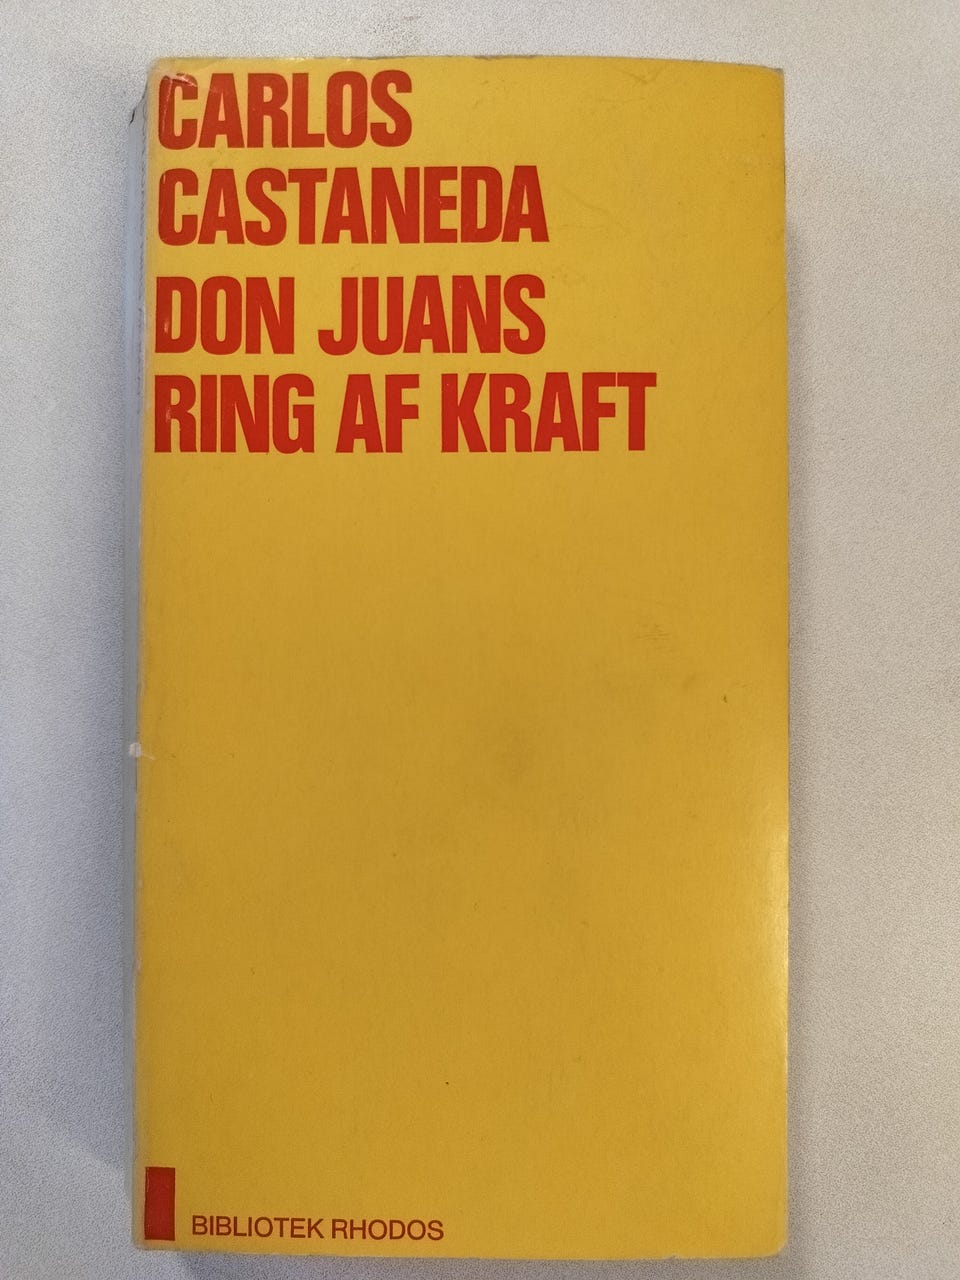 CARLOS
CASTANEDA
DON JUANS
RING AF KRAFT
BIBLIOTEK RHODOS